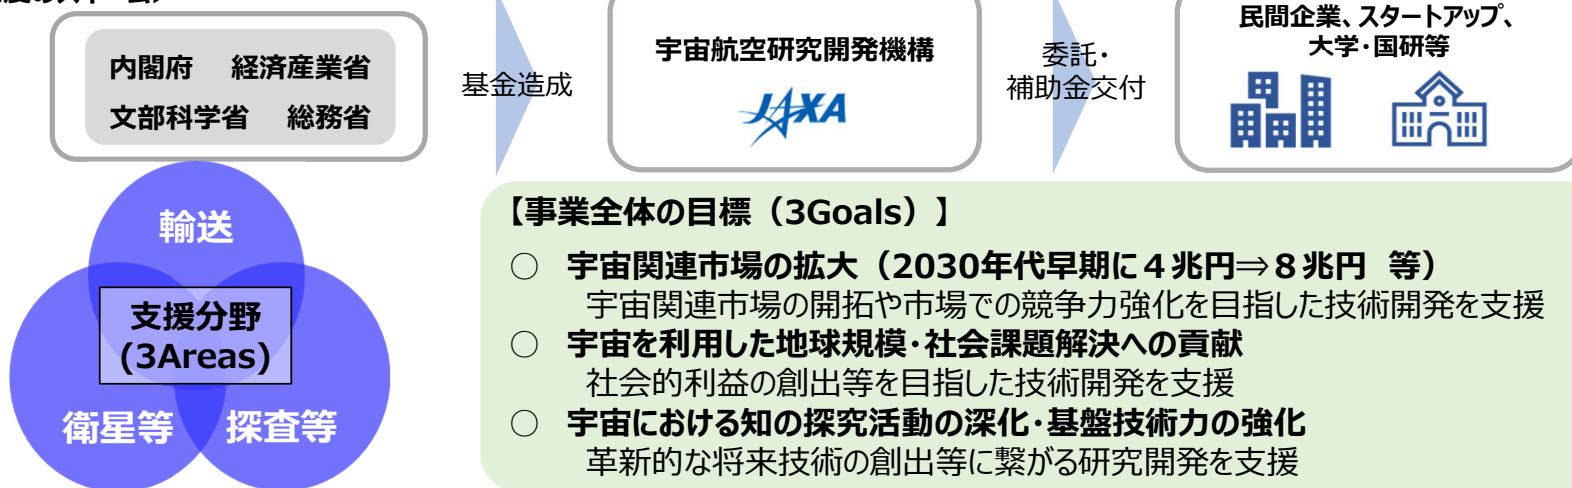 内閣府　経済産業省
文部科学省　総務省
基金造成
宇宙航空研究開発機構
JAXA
委託・
補助金交付
民間企業、スタートアップ、
大学・国研等
輸送
支援分野
(3Areas)
衛星等
探査等
【事業全体の目標（3Goals）】
○　宇宙関連市場の拡大（2030年代早期に４兆円⇒８兆円 等）
宇宙関連市場の開拓や市場での競争力強化を目指した技術開発を支援
○　宇宙を利用した地球規模・社会課題解決への貢献
社会的利益の創出等を目指した技術開発を支援
○　宇宙における知の探究活動の深化・基盤技術力の強化
革新的な将来技術の創出等に繋がる研究開発を支援